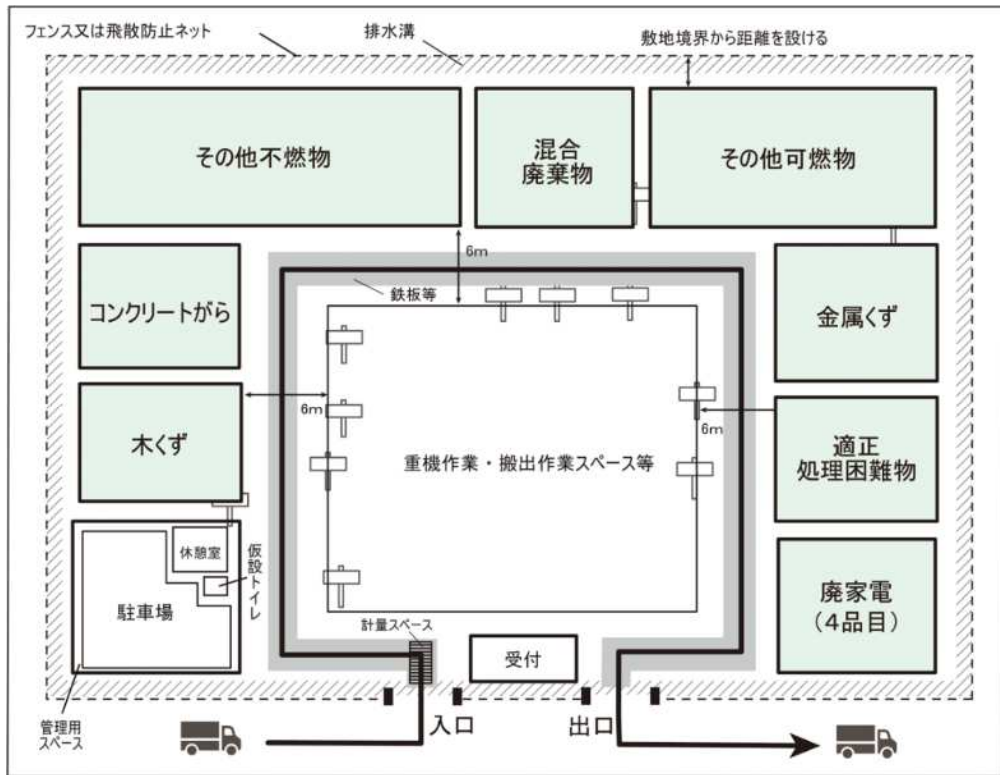 フェンス又は飛散防止ネット
排水溝
敷地境界から距離を設ける
その他不燃物
混合
廃棄物
その他可燃物
6m
鉄板等
コンクリートがら
金属くず
木くず
6m
6m
重機作業・搬出作業スペース等
適正
処理困難物
休憩室
仮設トイレ
駐車場
計量スペース
受付
廃家電
(4品目)
管理用
スペース
入口
出口